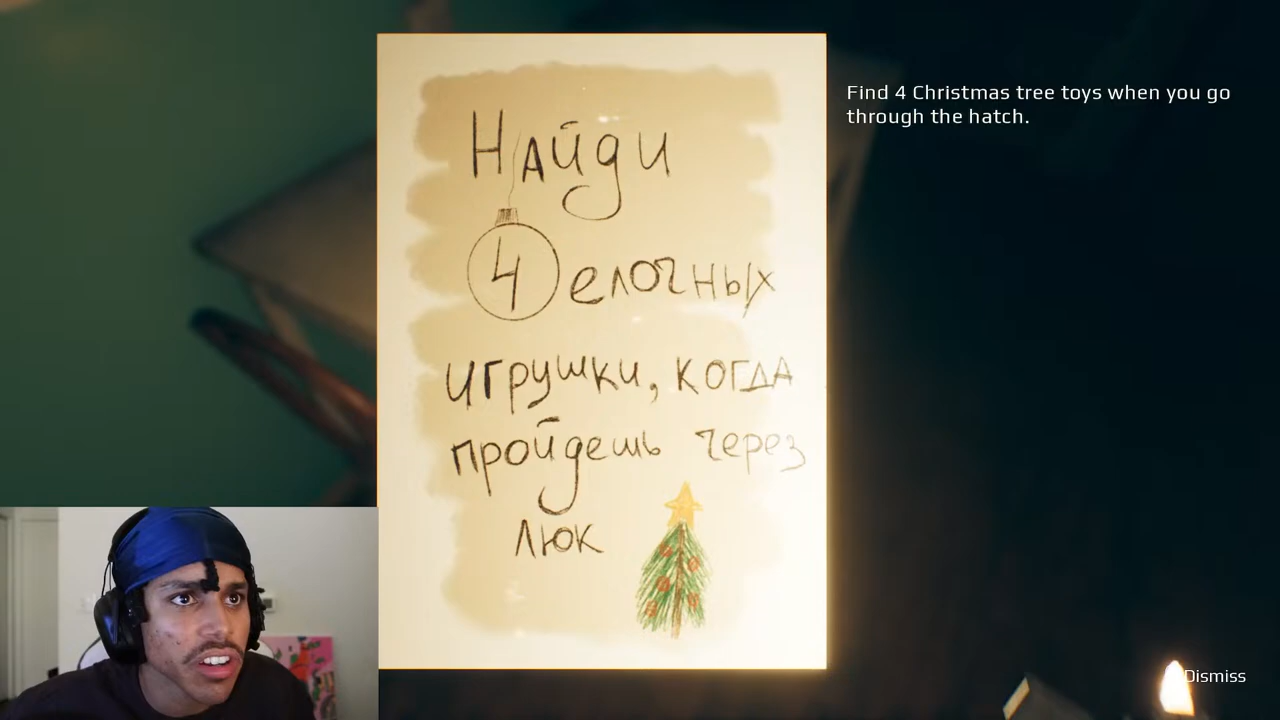 Найди
4 елочных
игрушки, когда
пройдешь через
люк
Find 4 Christmas tree toys when you go
through the hatch.
Dismiss